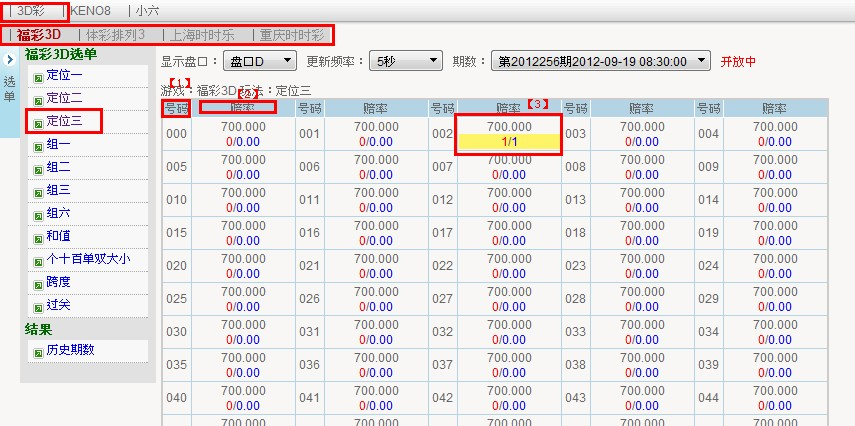 | 3D彩 | KENO8 | 小六
| 福彩3D | 体彩排列3 | 上海时时乐 | 重庆时时彩
选单
福彩3D选单
定位一
定位二
定位三
组一
组二
组三
组六
和值
个十百单双大小
跨度
过关
结果
历史期数
显示盘口： 盘口D 更新频率： 5秒 期数： 第2012256期2012-09-19 08:30:00 开放中
【1】
游戏：福彩3D 玩法：定位三
【2】
【3】
号码 赔率 号码 赔率 号码 赔率 号码 赔率 号码 赔率
000 700.000 001 700.000 002 700.000 003 700.000 004 700.000
0/0.00 0/0.00 1/1 0/0.00 0/0.00
005 700.000 006 700.000 007 700.000 008 700.000 009 700.000
0/0.00 0/0.00 0/0.00 0/0.00 0/0.00
010 700.000 011 700.000 012 700.000 013 700.000 014 700.000
0/0.00 0/0.00 0/0.00 0/0.00 0/0.00
015 700.000 016 700.000 017 700.000 018 700.000 019 700.000
0/0.00 0/0.00 0/0.00 0/0.00 0/0.00
020 700.000 021 700.000 022 700.000 023 700.000 024 700.000
0/0.00 0/0.00 0/0.00 0/0.00 0/0.00
025 700.000 026 700.000 027 700.000 028 700.000 029 700.000
0/0.00 0/0.00 0/0.00 0/0.00 0/0.00
030 700.000 031 700.000 032 700.000 033 700.000 034 700.000
0/0.00 0/0.00 0/0.00 0/0.00 0/0.00
035 700.000 036 700.000 037 700.000 038 700.000 039 700.000
0/0.00 0/0.00 0/0.00 0/0.00 0/0.00
040 700.000 041 700.000 042 700.000 043 700.000 044 700.000
0/0.00 0/0.00 0/0.00 0/0.00 0/0.00
700.000 700.000 700.000 700.000 700.000